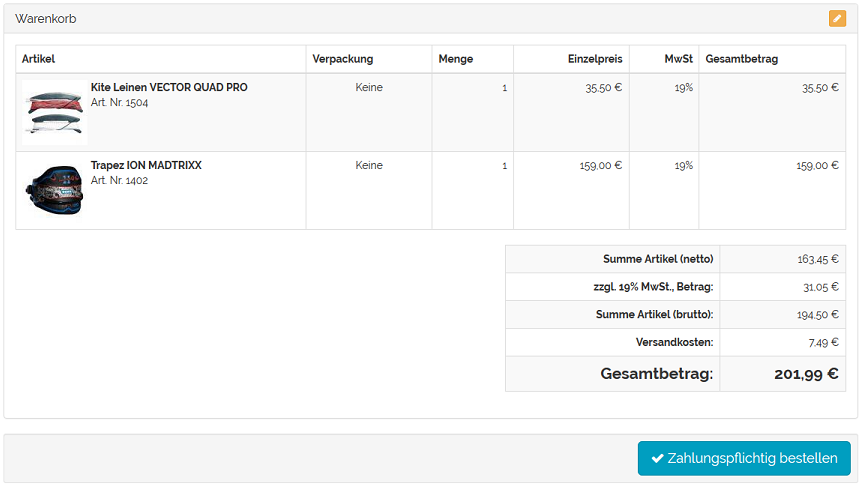 Warenkorb
Artikel Verpackung Menge Einzelpreis MwSt Gesamtbetrag
Kite Leinen VECTOR QUAD PRO Keine 1 35,50 € 19% 35,50 €
Art. Nr. 1504
Trapez ION MADTRIXX Keine 1 159,00 € 19% 159,00 €
Art. Nr. 1402
Summe Artikel (netto) 163,45 €
zzgl. 19% MwSt., Betrag: 31,05 €
Summe Artikel (brutto): 194,50 €
Versandkosten: 7,49 €
Gesamtbetrag: 201,99 €
Zahlungspflichtig bestellen